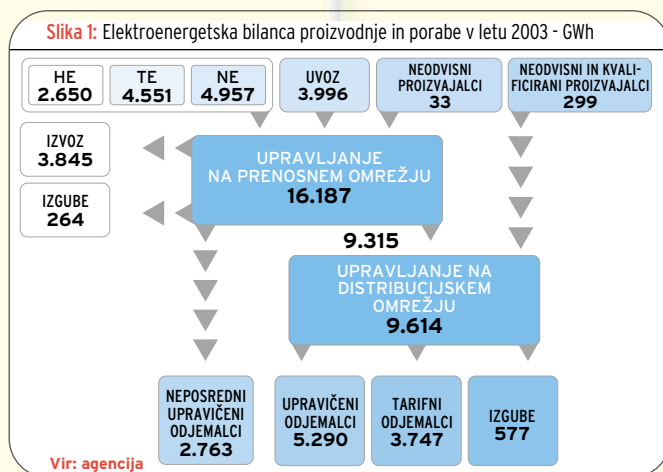 Slika 1: Elektroenergetska bilanca proizvodnje in porabe v letu 2003 - GWh
HE
2.650
TE
4.551
NE
4.957
UVOZ
3.996
NEODVISNI
PROIZVAJALCI
33
NEODVISNI IN KVALI-
FICIRANI PROIZVAJALCI
299
IZVOZ
3.845
IZGUBE
264
UPRAVLJANJE
NA PRENOSNEM OMREŽJU
16.187
9.315
UPRAVLJANJE NA
DISTRIBUCIJSKEM
OMREŽJU
9.614
NEPOSREDNI
UPRAVIČENI
ODJEMALCI
2.763
UPRAVIČENI
ODJEMALCI
5.290
TARIFNI
ODJEMALCI
3.747
IZGUBE
577
Vir: agencija